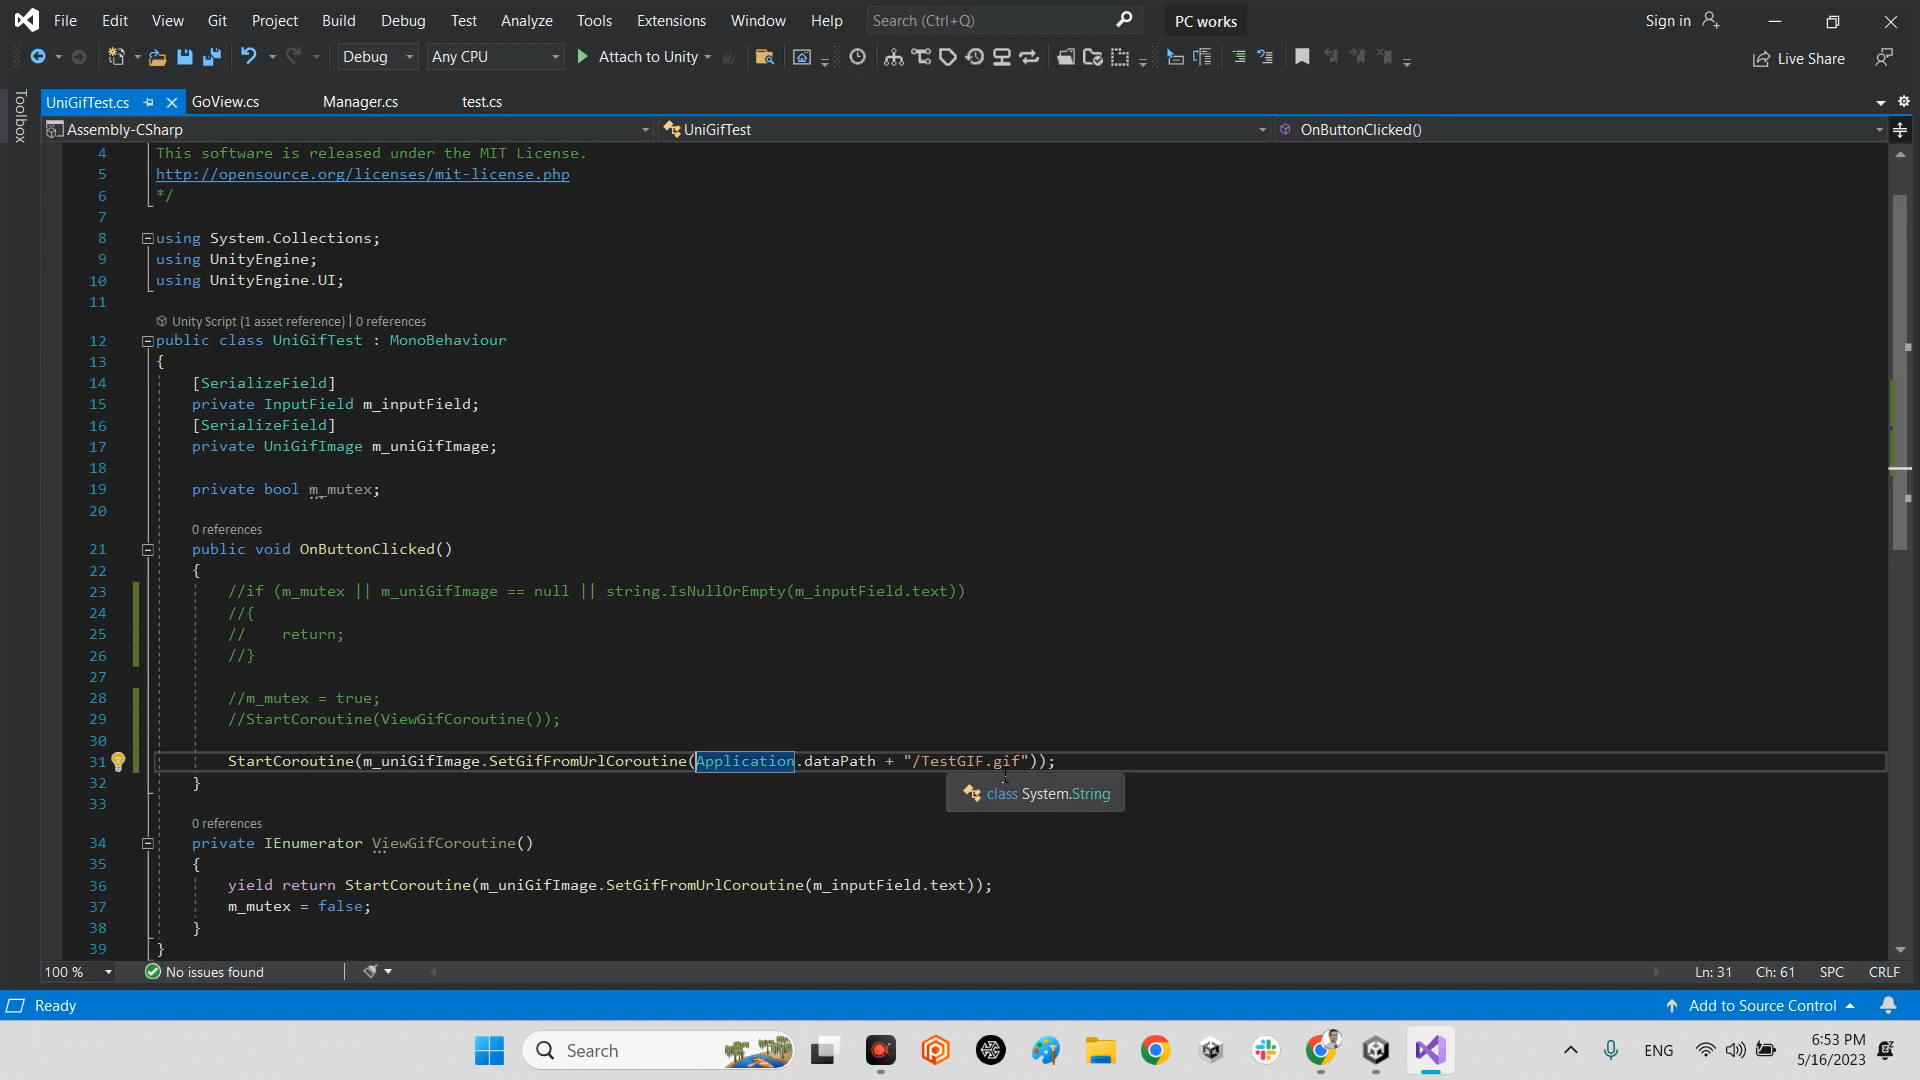 File Edit View Git Project Build Debug Test Analyze Tools Extensions Window Help Search (Ctrl+Q) PC works Sign in
Debug Any CPU Attach to Unity Live Share
Toolbox
UniGifTest.cs GoView.cs Manager.cs test.cs
Assembly-CSharp UniGifTest OnButtonClicked()
4 This software is released under the MIT License.
5 http://opensource.org/licenses/mit-license.php
6 */
7
8 using System.Collections;
9 using UnityEngine;
10 using UnityEngine.UI;
11
Unity Script (1 asset reference) | 0 references
12 public class UniGifTest : MonoBehaviour
13 {
14 [SerializeField]
15 private InputField m_inputField;
16 [SerializeField]
17 private UniGifImage m_uniGifImage;
18
19 private bool m_mutex;
20
0 references
21 public void OnButtonClicked()
22 {
23 //if (m_mutex || m_uniGifImage == null || string.IsNullOrEmpty(m_inputField.text))
24 //{
25 // return;
26 //}
27
28 //m_mutex = true;
29 //StartCoroutine(ViewGifCoroutine());
30
31 StartCoroutine(m_uniGifImage.SetGifFromUrlCoroutine(Application.dataPath + "/TestGIF.gif"));
32 }
class System.String
33
0 references
34 private IEnumerator ViewGifCoroutine()
35 {
36 yield return StartCoroutine(m_uniGifImage.SetGifFromUrlCoroutine(m_inputField.text));
37 m_mutex = false;
38 }
39 }
100 % No issues found Ln: 31 Ch: 61 SPC CRLF
Ready Add to Source Control
Search ENG 6:53 PM
5/16/2023